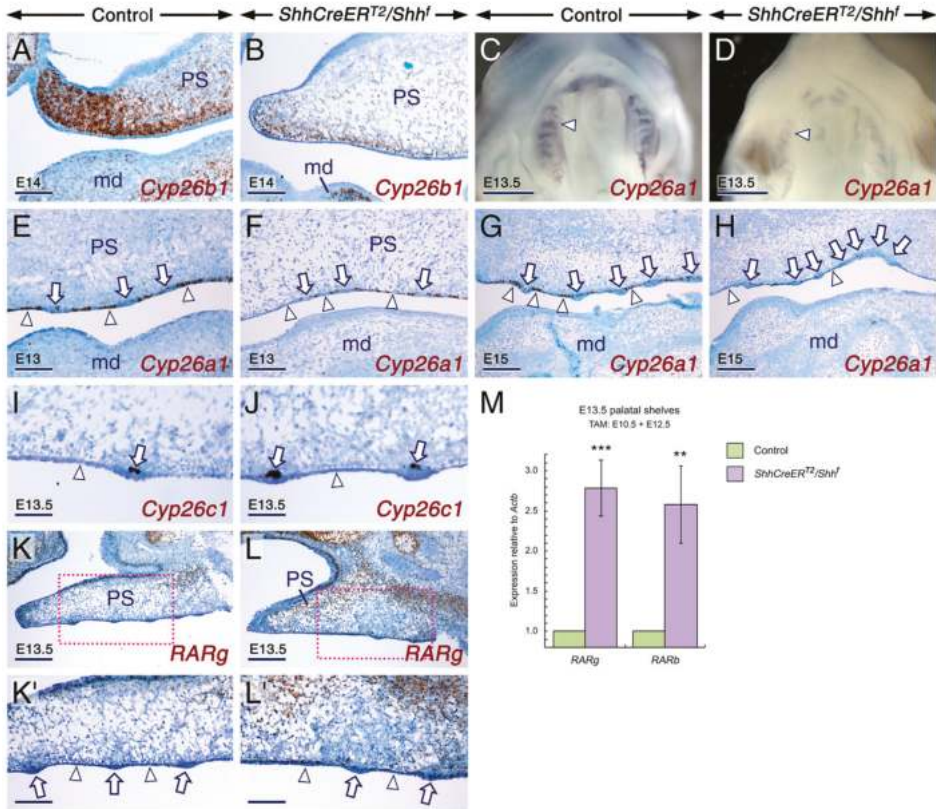 Control
ShhCreERT2/Shhf
Control
ShhCreERT2/Shhf
A
PS
E14
md
Cyp26b1
B
PS
E14
md
Cyp26b1
C
E13.5
Cyp26a1
D
E13.5
Cyp26a1
E
PS
E13
md
Cyp26a1
F
PS
E13
md
Cyp26a1
G
E15
md
Cyp26a1
H
E15
md
Cyp26a1
I
E13.5
Cyp26c1
J
E13.5
Cyp26c1
K
PS
E13.5
RARg
L
PS
E13.5
RARg
K'
L'
M
E13.5 palatal shelves
TAM: E10.5 + E12.5
Control
ShhCreERT2/Shhf
Expression relative to Actb
3.0
2.5
2.0
1.5
1.0
***
**
RARg
RARb